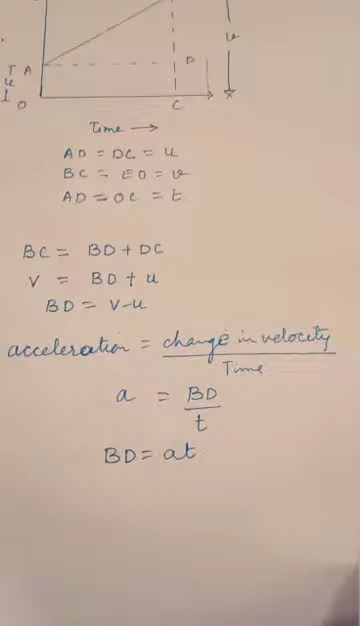 u
A
D
u
O
C
Time →
AD = DC = u
BC = EO = v
AD = OC = t
BC = BD + DC
V = BD + u
BD = V-u
acceleration = change in velocity
Time
a = BD
t
BD = at